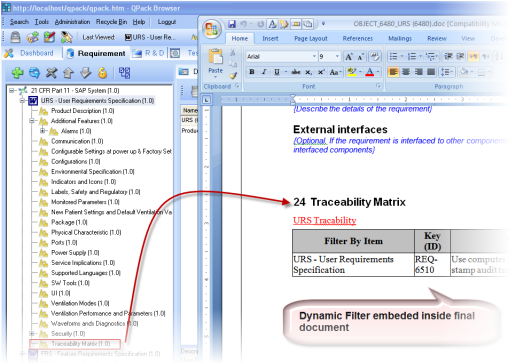 http://localhost/qpack/qpack.htm - QPack Browser
Search Tools Administration Recycle Bin Help Logout
Last Viewed: URS - User Re...
Dashboard Requirement R & D
21 CFR Part 11 - SAP System (1.0)
URS - User Requirements Specification (1.0)
Product Description (1.0)
Additional Features (1.0)
Alarms (1.0)
Communication (1.0)
Configurable Settings at power up & Factory Set
Configurations (1.0)
Environmental Specification (1.0)
Indicators and Icons (1.0)
Labels, Safety and Regulatory (1.0)
Monitored Parameters (1.0)
New Patient Settings and Default Ventilation Va
Package (1.0)
Physical Characteristic (1.0)
Ports (1.0)
Power Supply (1.0)
Service Implications (1.0)
Supported Languages (1.0)
SW Tools (1.0)
UI (1.0)
Ventilation Modes (1.0)
Ventilation Performance and Parameters (1.0)
Waveforms and Diagnostics (1.0)
Security (1.0)
Traceability Matrix (1.0)
FRS - Feature Requirements Specification (1.0)
Name
URS (
Produc
Descri
OBJECT_6480_URS (6480).doc [Compatibility
Home Insert Page Layout References Mailings Review View
Paste
Arial 9
Clipboard Font Paragraph
[Describe the details of the requirement]
External interfaces
[Optional. If the requirement is interfaced to other compone
interfaced components]
24 Traceability Matrix
URS Tracability
Filter By Item Key (ID)
URS - User Requirements Specification REQ-6510 Use compute
stamp audit t
Dynamic Filter embeded inside final document